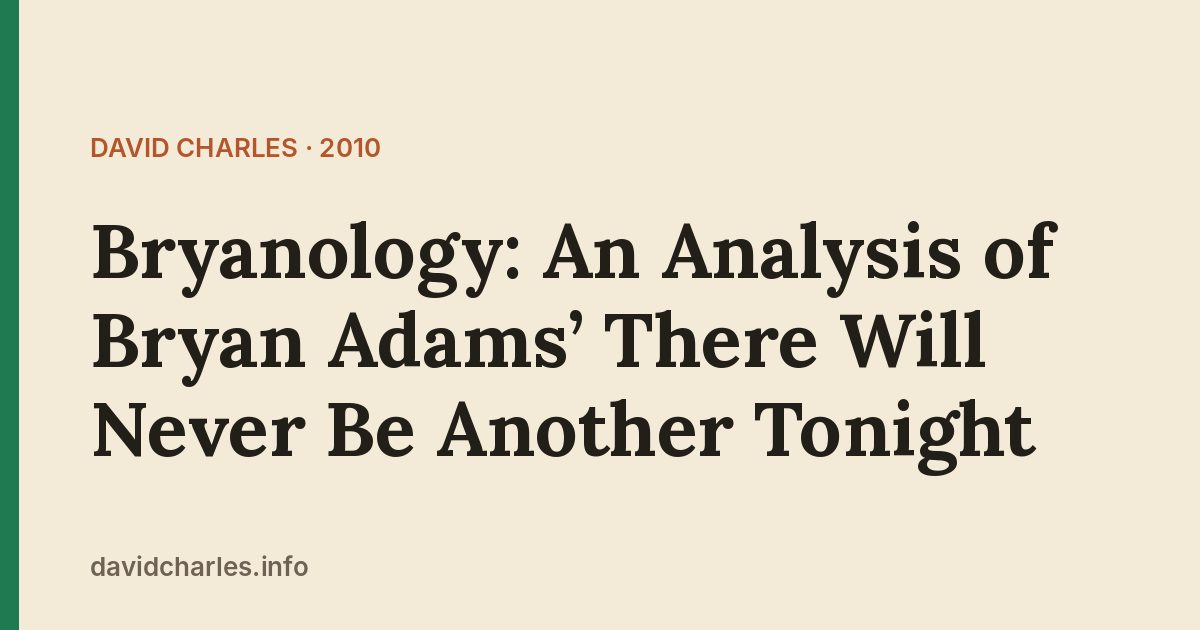 DAVID CHARLES · 2010
Bryanology: An Analysis of
Bryan Adams’ There Will
Never Be Another Tonight
davidcharles.info